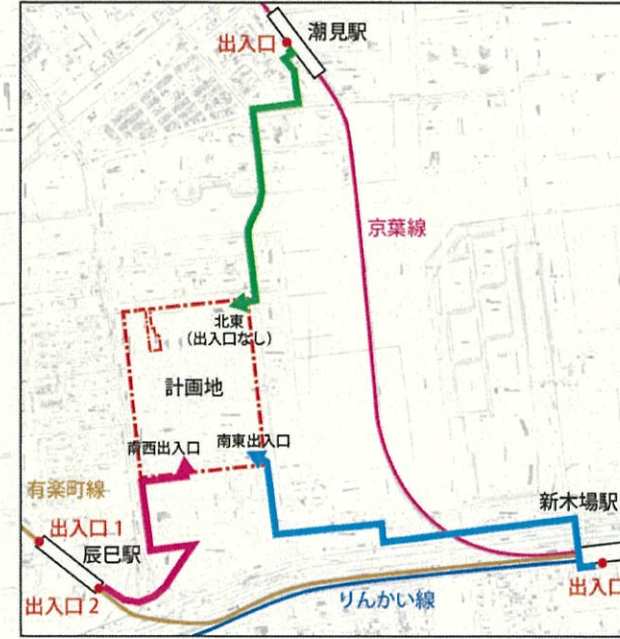 潮見駅
出入口
京葉線
北東
(出入口なし)
計画地
南西出入口
南東出入口
有楽町線
出入口1
辰巳駅
出入口2
新木場駅
出入口
りんかい線